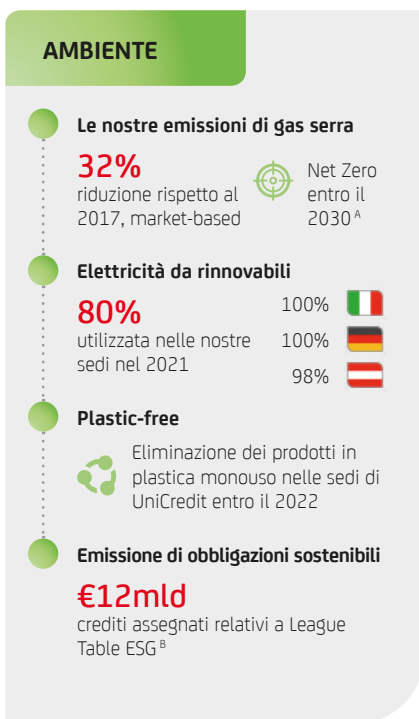 AMBIENTE
Le nostre emissioni di gas serra
32%
riduzione rispetto al
2017, market-based
Net Zero
entro il
2030 A
Elettricità da rinnovabili
80%
utilizzata nelle nostre
sedi nel 2021
100%
100%
98%
Plastic-free
Eliminazione dei prodotti in
plastica monouso nelle sedi di
UniCredit entro il 2022
Emissione di obbligazioni sostenibili
€12mld
crediti assegnati relativi a League
Table ESG B